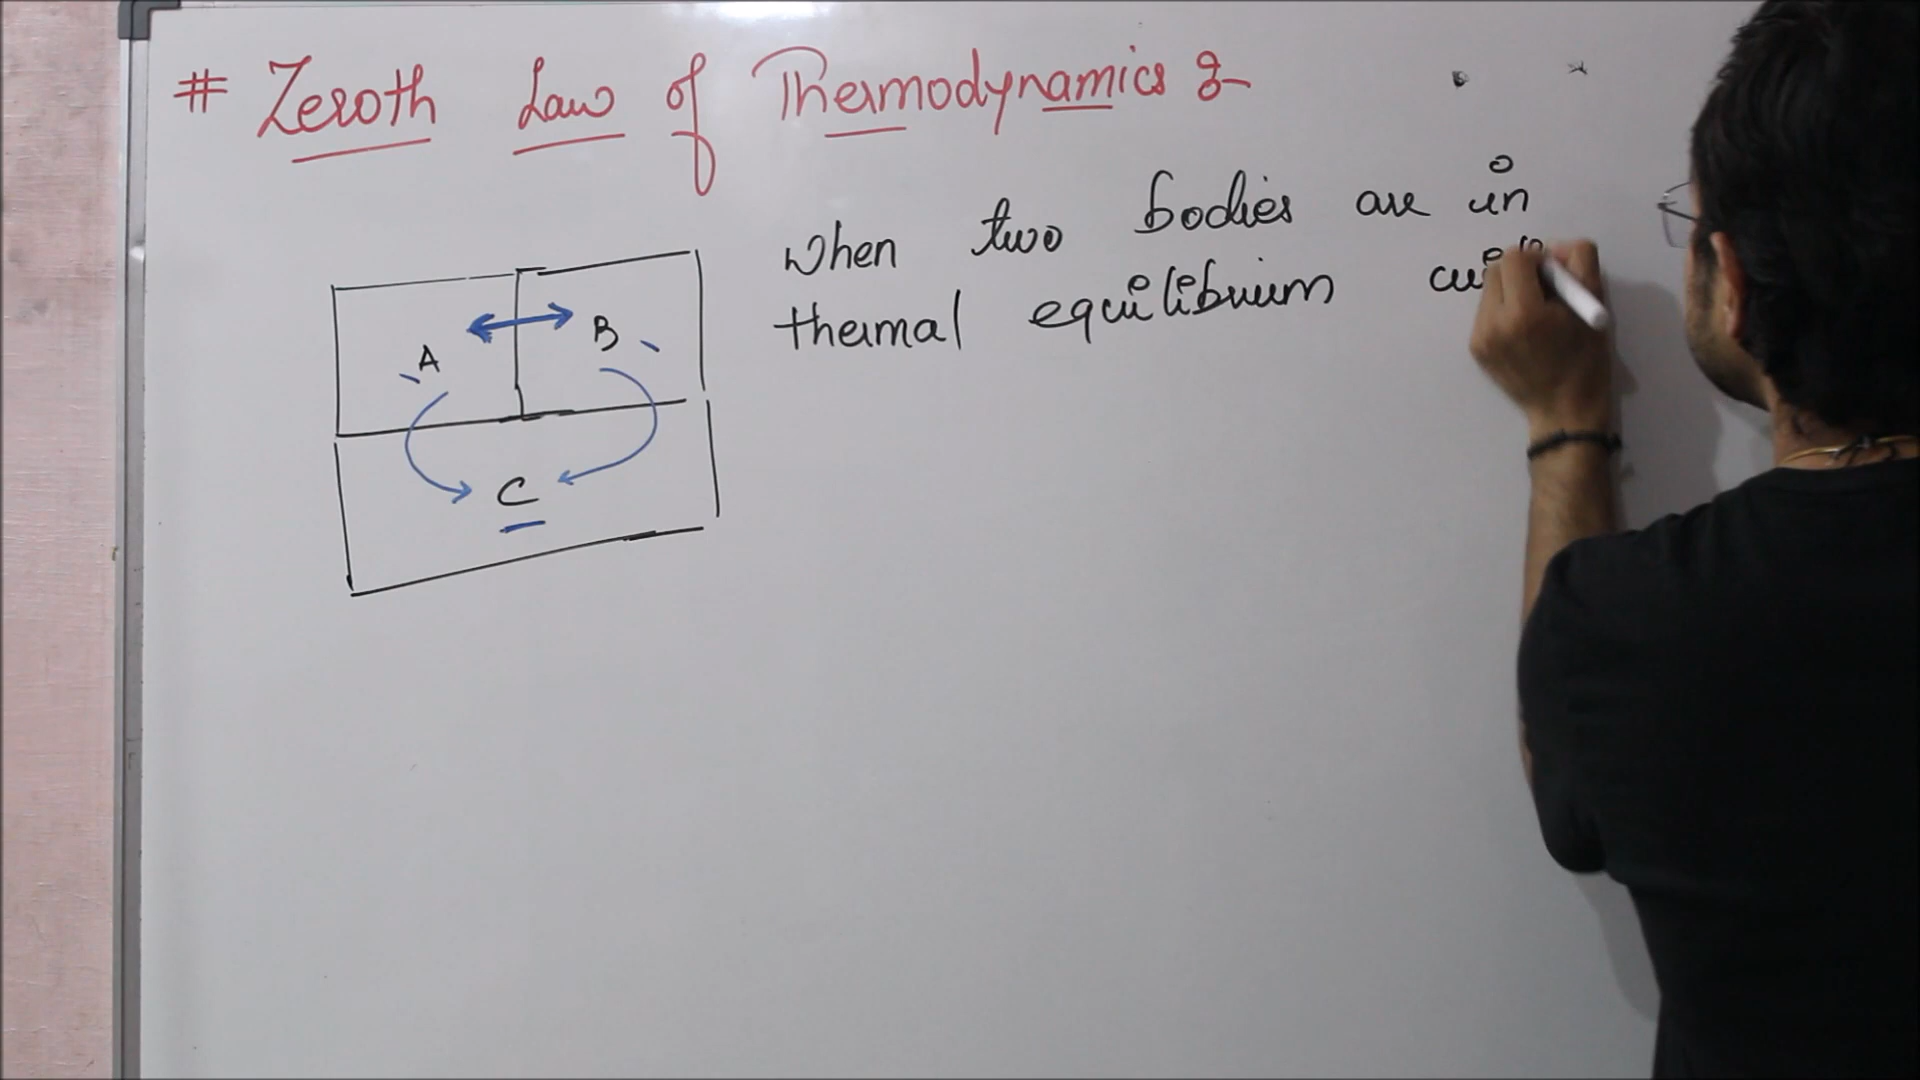 # Zeroth Law of Thermodynamics :-
When two bodies are in
thermal equilibrium
A
B
C